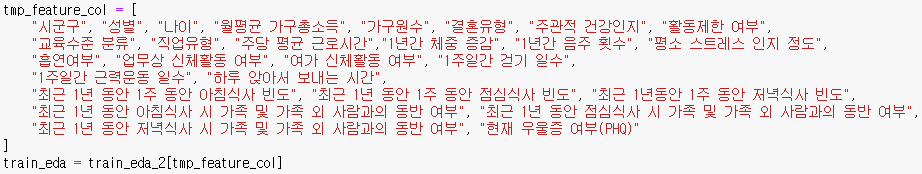 tmp_feature_col = [
"시군구", "성별", "나이", "월평균 가구총소득", "가구원수", "결혼유형", "주관적 건강인지", "활동제한 여부",
"교육수준 분류", "직업유형", "주당 평균 근로시간","1년간 체중 증감", "1년간 음주 횟수", "평소 스트레스 인지 정도",
"흡연여부", "업무상 신체활동 여부", "여가 신체활동 여부", "1주일간 걷기 일수",
"1주일간 근력운동 일수", "하루 앉아서 보내는 시간",
"최근 1년 동안 1주 동안 아침식사 빈도", "최근 1년 동안 1주 동안 점심식사 빈도", "최근 1년동안 1주 동안 저녁식사 빈도",
"최근 1년 동안 아침식사 시 가족 및 가족 외 사람과의 동반 여부", "최근 1년 동안 점심식사 시 가족 및 가족 외 사람과의 동반 여부",
"최근 1년 동안 저녁식사 시 가족 및 가족 외 사람과의 동반 여부", "현재 우울증 여부(PHQ)"
]
train_eda = train_eda_2[tmp_feature_col]